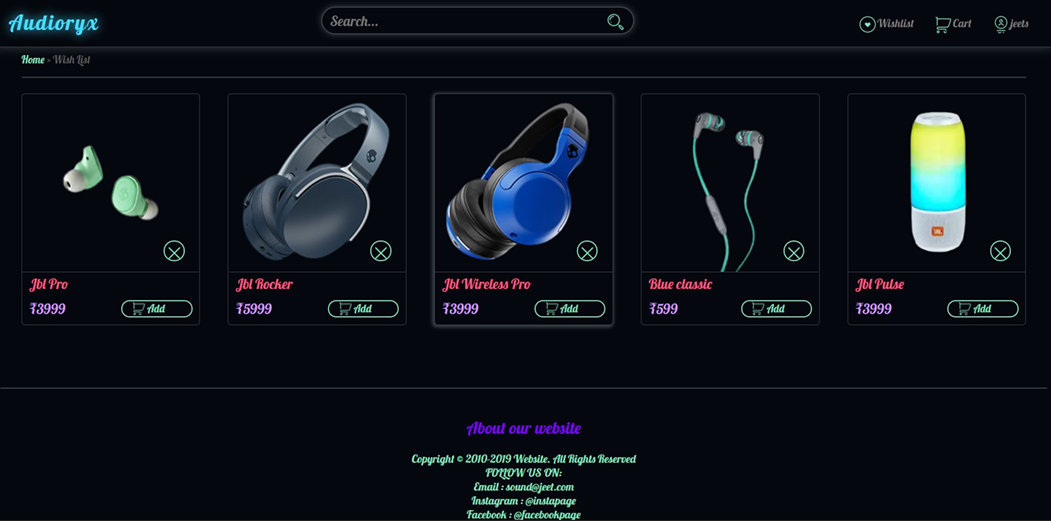 Audioryx
Search...
Wishlist
Cart
jeets
Home > Wish List
Jbl Pro
₹3999
Add
Jbl Rocker
₹5999
Add
Jbl Wireless Pro
₹3999
Add
Blue classic
₹599
Add
JBL
Jbl Pulse
₹3999
Add
About our website
Copyright © 2010-2019 Website. All Rights Reserved
FOLLOW US ON:
Email : sound@jeet.com
Instagram : @instapage
Facebook : @facebookpage